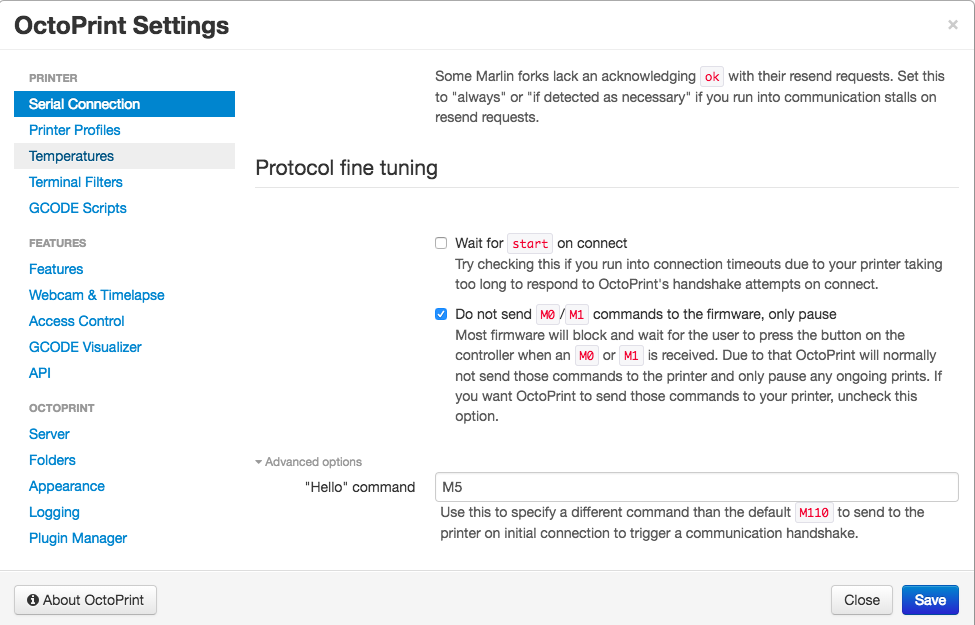 OctoPrint Settings
×
PRINTER
Serial Connection
Printer Profiles
Temperatures
Terminal Filters
GCODE Scripts
FEATURES
Features
Webcam & Timelapse
Access Control
GCODE Visualizer
API
OCTOPRINT
Server
Folders
Appearance
Logging
Plugin Manager
Some Marlin forks lack an acknowledging ok with their resend requests. Set this
to "always" or "if detected as necessary" if you run into communication stalls on
resend requests.
Protocol fine tuning
Wait for start on connect
Try checking this if you run into connection timeouts due to your printer taking
too long to respond to OctoPrint's handshake attempts on connect.
Do not send M0 / M1 commands to the firmware, only pause
Most firmware will block and wait for the user to press the button on the
controller when an M0 or M1 is received. Due to that OctoPrint will normally
not send those commands to the printer and only pause any ongoing prints. If
you want OctoPrint to send those commands to your printer, uncheck this
option.
Advanced options
"Hello" command
M5
Use this to specify a different command than the default M110 to send to the
printer on initial connection to trigger a communication handshake.
About OctoPrint
Close
Save